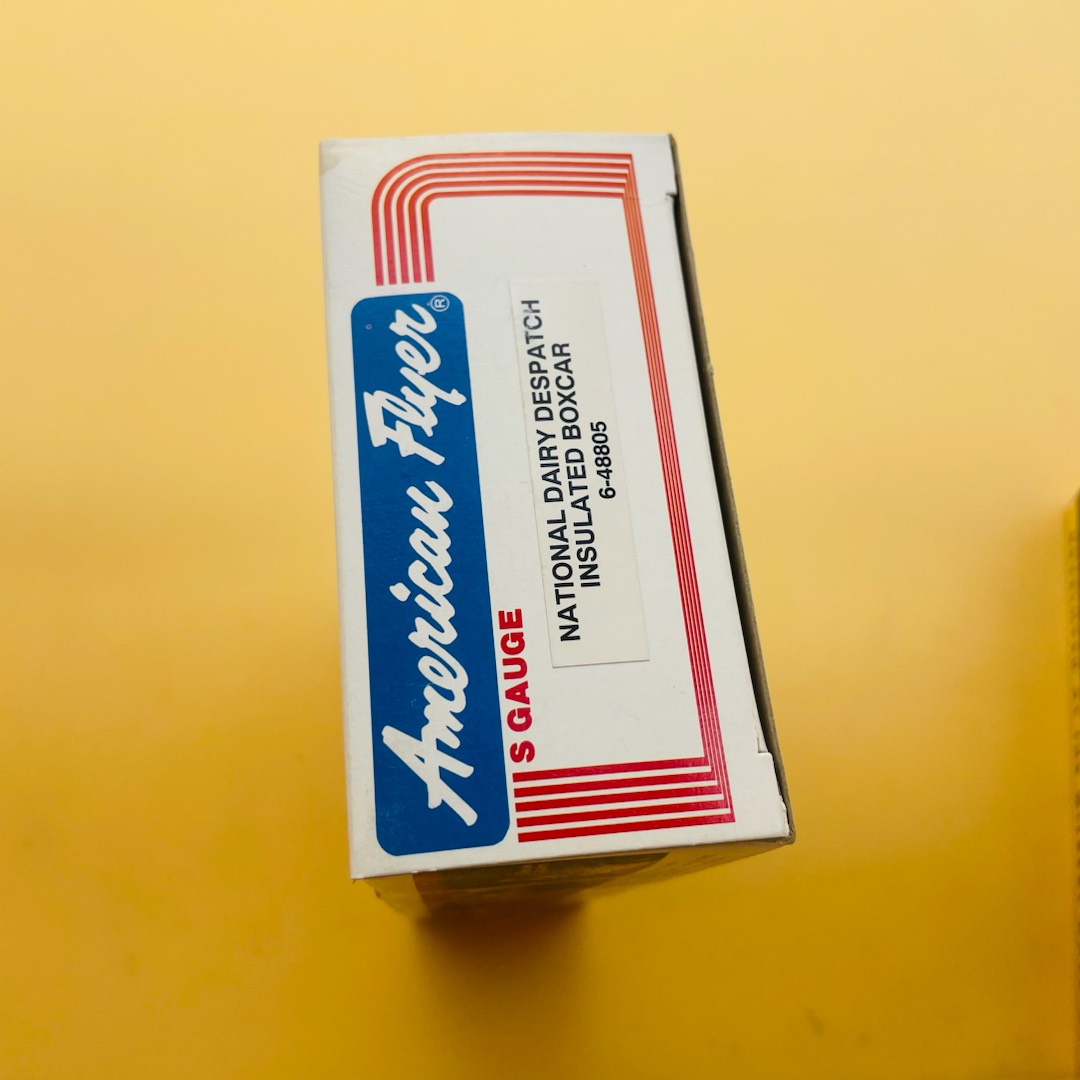 American Flyer®
S GAUGE
NATIONAL DAIRY DESPATCH
INSULATED BOXCAR
6-48805